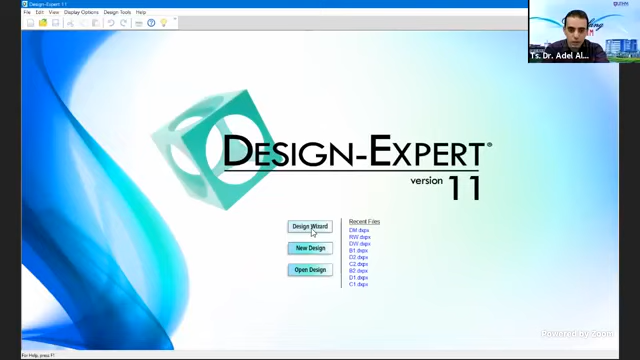 Design-Expert 11
File Edit View Display Options Design Tools Help
Ts. Dr. Adel Al...
DESIGN-EXPERT®
version 11
Design Wizard
New Design
Open Design
Recent Files
DM.dxpx
RW.dxpx
DW.dxpx
B1.dxpx
D2.dxpx
C2.dxpx
B2.dxpx
D1.dxpx
C1.dxpx
Powered by Zoom
For Help, press F1